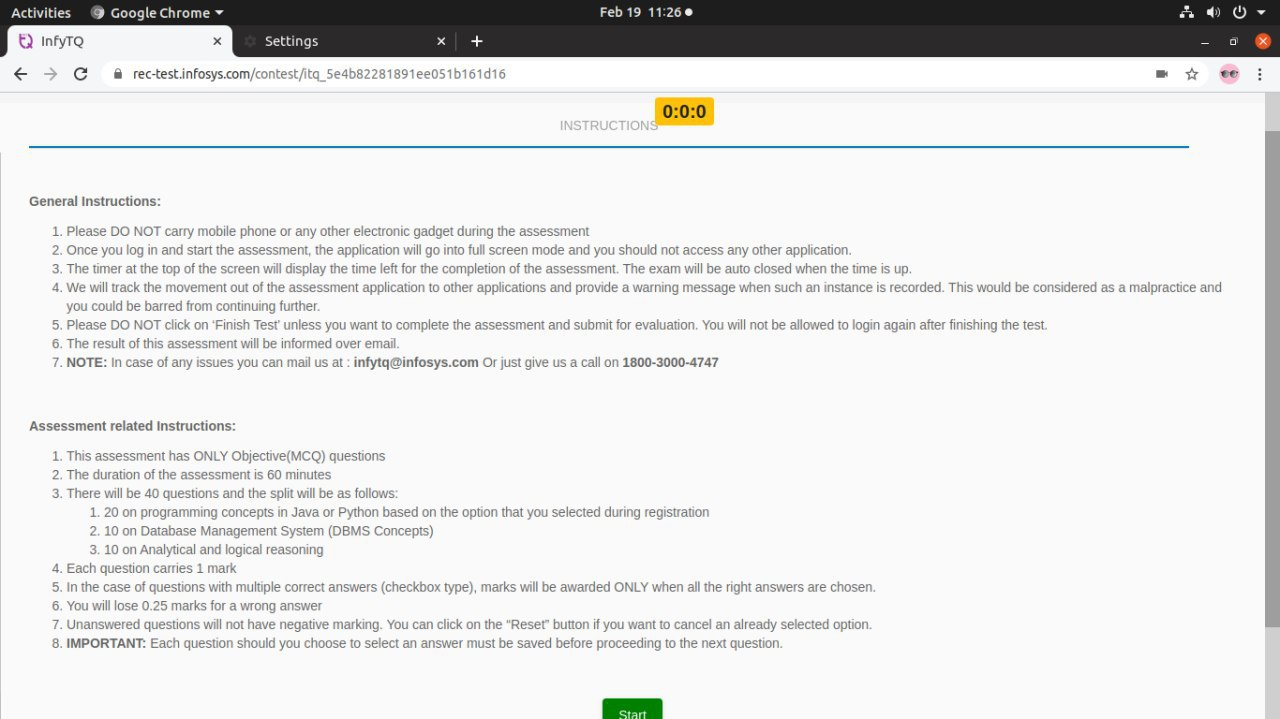 Activities Google Chrome Feb 19 11:26
InfyTQ Settings
rec-test.infosys.com/contest/itq_5e4b82281891ee051b161d16
0:0:0
INSTRUCTIONS
General Instructions:
1. Please DO NOT carry mobile phone or any other electronic gadget during the assessment
2. Once you log in and start the assessment, the application will go into full screen mode and you should not access any other application.
3. The timer at the top of the screen will display the time left for the completion of the assessment. The exam will be auto closed when the time is up.
4. We will track the movement out of the assessment application to other applications and provide a warning message when such an instance is recorded. This would be considered as a malpractice and
you could be barred from continuing further.
5. Please DO NOT click on ‘Finish Test’ unless you want to complete the assessment and submit for evaluation. You will not be allowed to login again after finishing the test.
6. The result of this assessment will be informed over email.
7. NOTE: In case of any issues you can mail us at : infytq@infosys.com Or just give us a call on 1800-3000-4747
Assessment related Instructions:
1. This assessment has ONLY Objective(MCQ) questions
2. The duration of the assessment is 60 minutes
3. There will be 40 questions and the split will be as follows:
1. 20 on programming concepts in Java or Python based on the option that you selected during registration
2. 10 on Database Management System (DBMS Concepts)
3. 10 on Analytical and logical reasoning
4. Each question carries 1 mark
5. In the case of questions with multiple correct answers (checkbox type), marks will be awarded ONLY when all the right answers are chosen.
6. You will lose 0.25 marks for a wrong answer
7. Unanswered questions will not have negative marking. You can click on the “Reset” button if you want to cancel an already selected option.
8. IMPORTANT: Each question should you choose to select an answer must be saved before proceeding to the next question.
Start